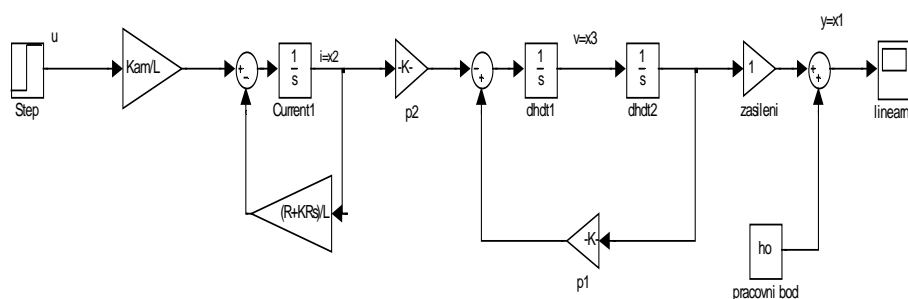 u
Step
Kam/L
+
-
1
s
Current1
i=x2
(R+KRs)/L
-K-
p2
-
+
1
s
dhdt1
v=x3
1
s
dhdt2
-K-
p1
1
zasileni
y=x1
+
+
linearn
ho
pracovni bod